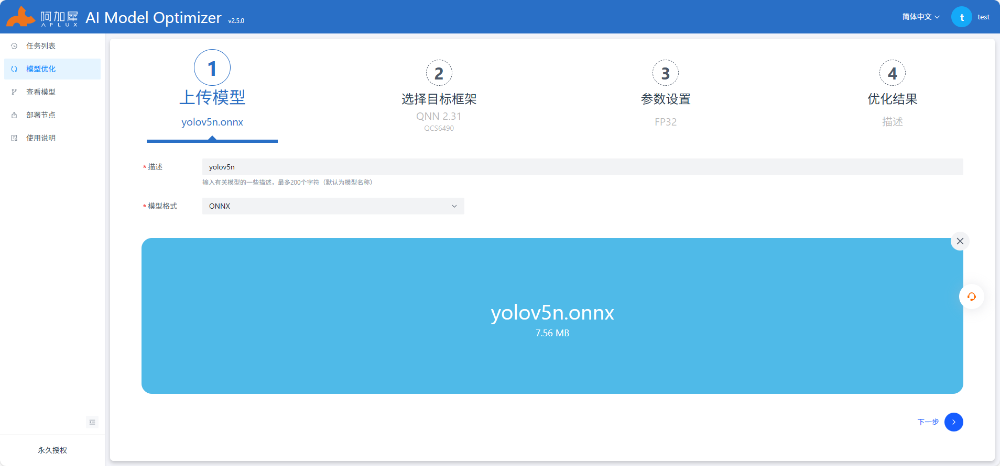 阿加犀
APLUX
AI Model Optimizer v2.5.0
简体中文
t
test
任务列表
模型优化
查看模型
部署节点
使用说明
永久授权
1
上传模型
yolov5n.onnx
2
选择目标框架
QNN 2.31
QCS6490
3
参数设置
FP32
4
优化结果
描述
*描述
yolov5n
输入有关模型的一些描述，最多200个字符（默认为模型名称）
*模型格式
ONNX
yolov5n.onnx
7.56 MB
下一步